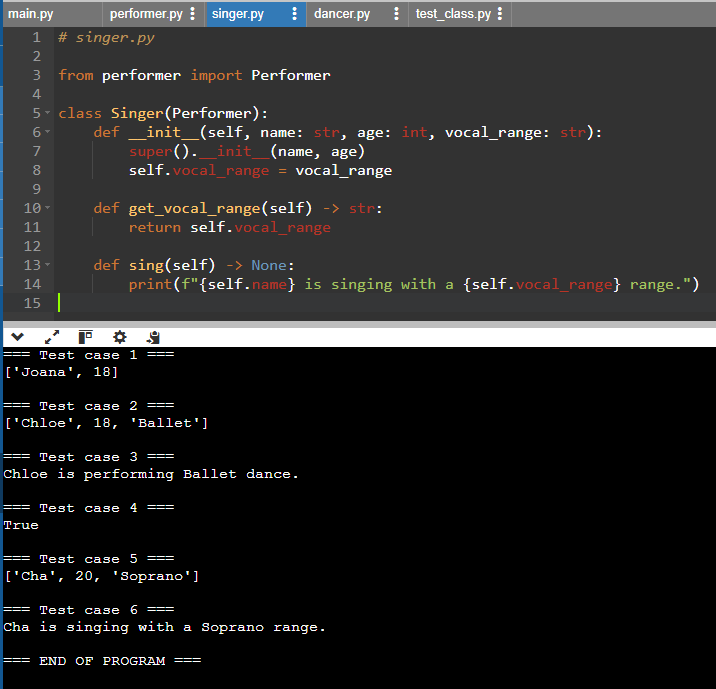 main.py performer.py singer.py dancer.py test_class.py
1 # singer.py
2
3 from performer import Performer
4
5 class Singer(Performer):
6     def __init__(self, name: str, age: int, vocal_range: str):
7         super().__init__(name, age)
8         self.vocal_range = vocal_range
9
10     def get_vocal_range(self) -> str:
11         return self.vocal_range
12
13     def sing(self) -> None:
14         print(f"{self.name} is singing with a {self.vocal_range} range.")
15
=== Test case 1 ===
['Joana', 18]
=== Test case 2 ===
['Chloe', 18, 'Ballet']
=== Test case 3 ===
Chloe is performing Ballet dance.
=== Test case 4 ===
True
=== Test case 5 ===
['Cha', 20, 'Soprano']
=== Test case 6 ===
Cha is singing with a Soprano range.
=== END OF PROGRAM ===